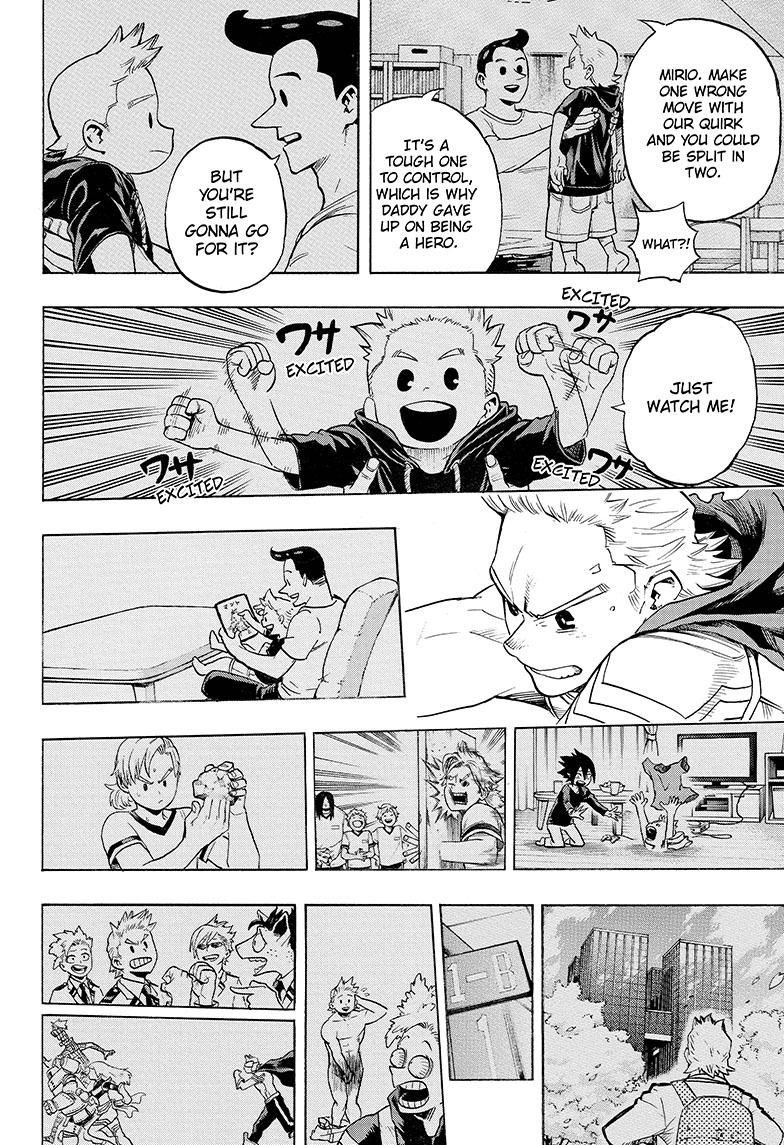 MIRIO. MAKE
ONE WRONG
MOVE WITH
OUR QUIRK
AND YOU COULD
BE SPLIT IN
TWO.
WHAT?!
IT'S A
TOUGH ONE
TO CONTROL,
WHICH IS WHY
DADDY GAVE
UP ON BEING
A HERO.
BUT
YOU'RE
STILL
GONNA GO
FOR IT?
EXCITED
ワサ
JUST
WATCH ME!
ワサ
EXCITED
EXCITED
ワサ
ワサ
EXCITED
1-B
1